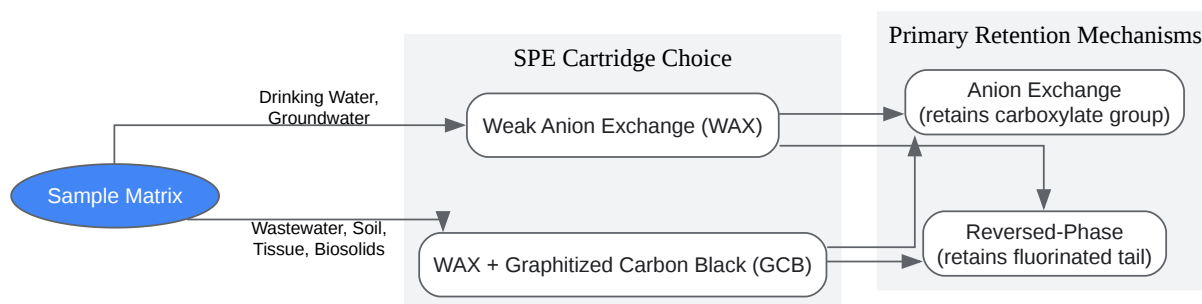 Primary Retention Mechanisms
SPE Cartridge Choice
Drinking Water,
Groundwater
Weak Anion Exchange (WAX)
Anion Exchange
(retains carboxylate group)
Sample Matrix
Wastewater, Soil,
Tissue, Biosolids
WAX + Graphitized Carbon Black (GCB)
Reversed-Phase
(retains fluorinated tail)